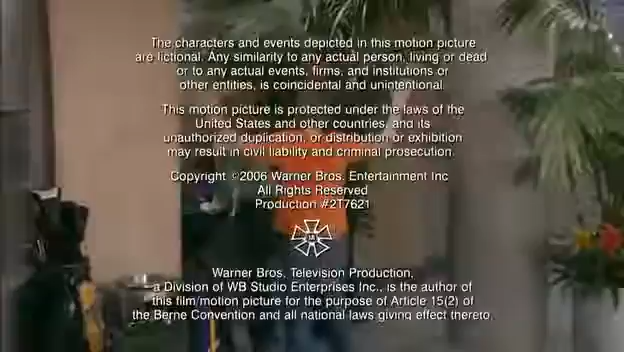 The characters and events depicted in this motion picture
are fictional. Any similarity to any actual person, living or dead
or to any actual events, firms, and institutions or
other entities, is coincidental and unintentional.
This motion picture is protected under the laws of the
United States and other countries, and its
unauthorized duplication, or distribution or exhibition
may result in civil liability and criminal prosecution.
Copyright ©2006 Warner Bros. Entertainment Inc
All Rights Reserved
Production #2T7621
IA
Warner Bros. Television Production,
a Division of WB Studio Enterprises Inc., is the author of
this film/motion picture for the purpose of Article 15(2) of
the Berne Convention and all national laws giving effect thereto.